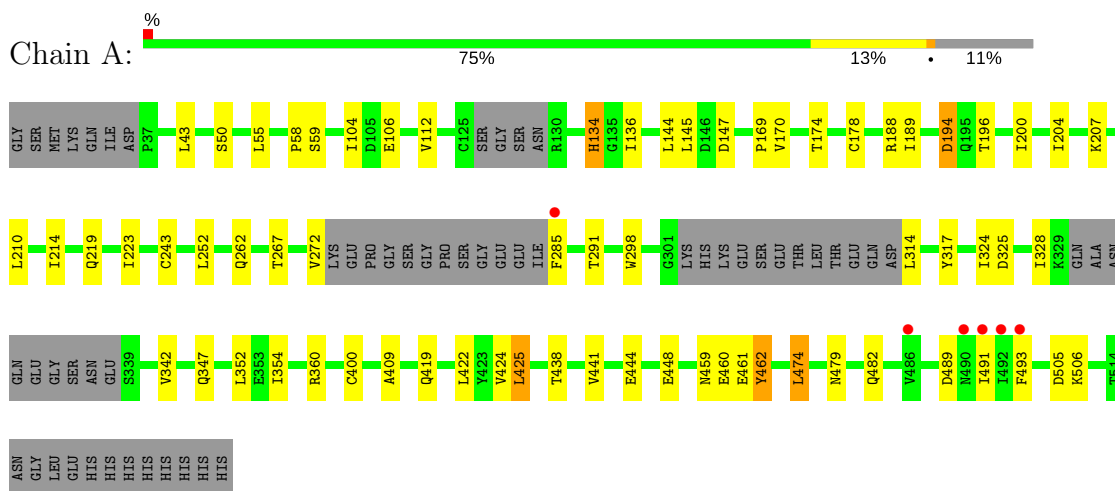 %
Chain A:
75% 13% • 11%
GLY SER MET LYS GLN ILE ASP P37 L43 S50 L55 P58 S59 I104 D105 E106 V112 C125 SER GLY SER ASN R130 H134 G135 I136 L144 L145 D146 D147 P169 V170 T174 C178 R188 I189 D194 Q195 T196 I200 I204 K207
L210 I214 Q219 I223 C243 L252 Q262 T267 V272 LYS GLU PRO GLY SER GLY PRO SER GLY GLU GLU ILE F285 T291 W298 G301 LYS HIS LYS GLU SER GLU THR LEU THR GLU GLN ASP L314 Y317 I324 D325 I328 K329 GLN ALA ASN
GLN GLU GLY SER ASN GLU S339 V342 Q347 L352 E353 I354 R360 C400 A409 Q419 L422 Y423 V424 L425 T438 V441 E444 E448 N459 E460 E461 Y462 L474 N479 Q482 V486 D489 N490 I491 I492 F493 D505 K506 T514
ASN GLY LEU GLU HIS HIS HIS HIS HIS HIS HIS HIS